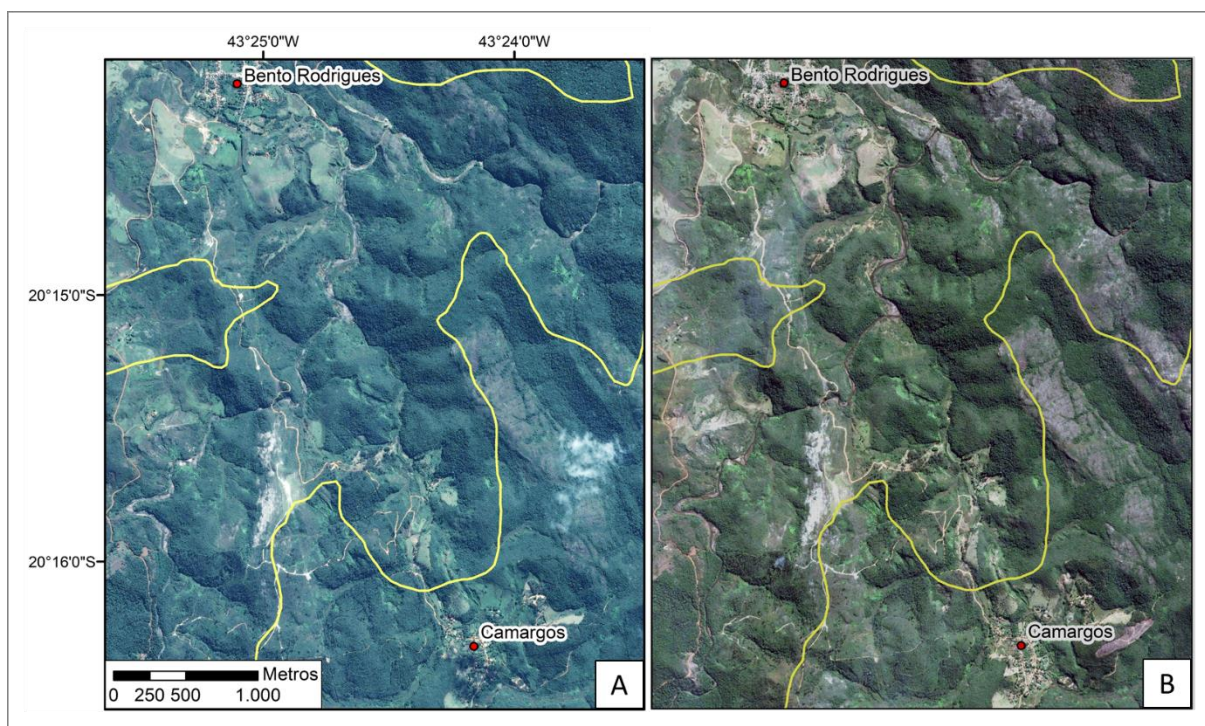 43°25'0"W
43°24'0"W
Bento Rodrigues
Bento Rodrigues
20°15'0"S
20°16'0"S
Camargos
Camargos
Metros
0 250 500 1.000
A
B